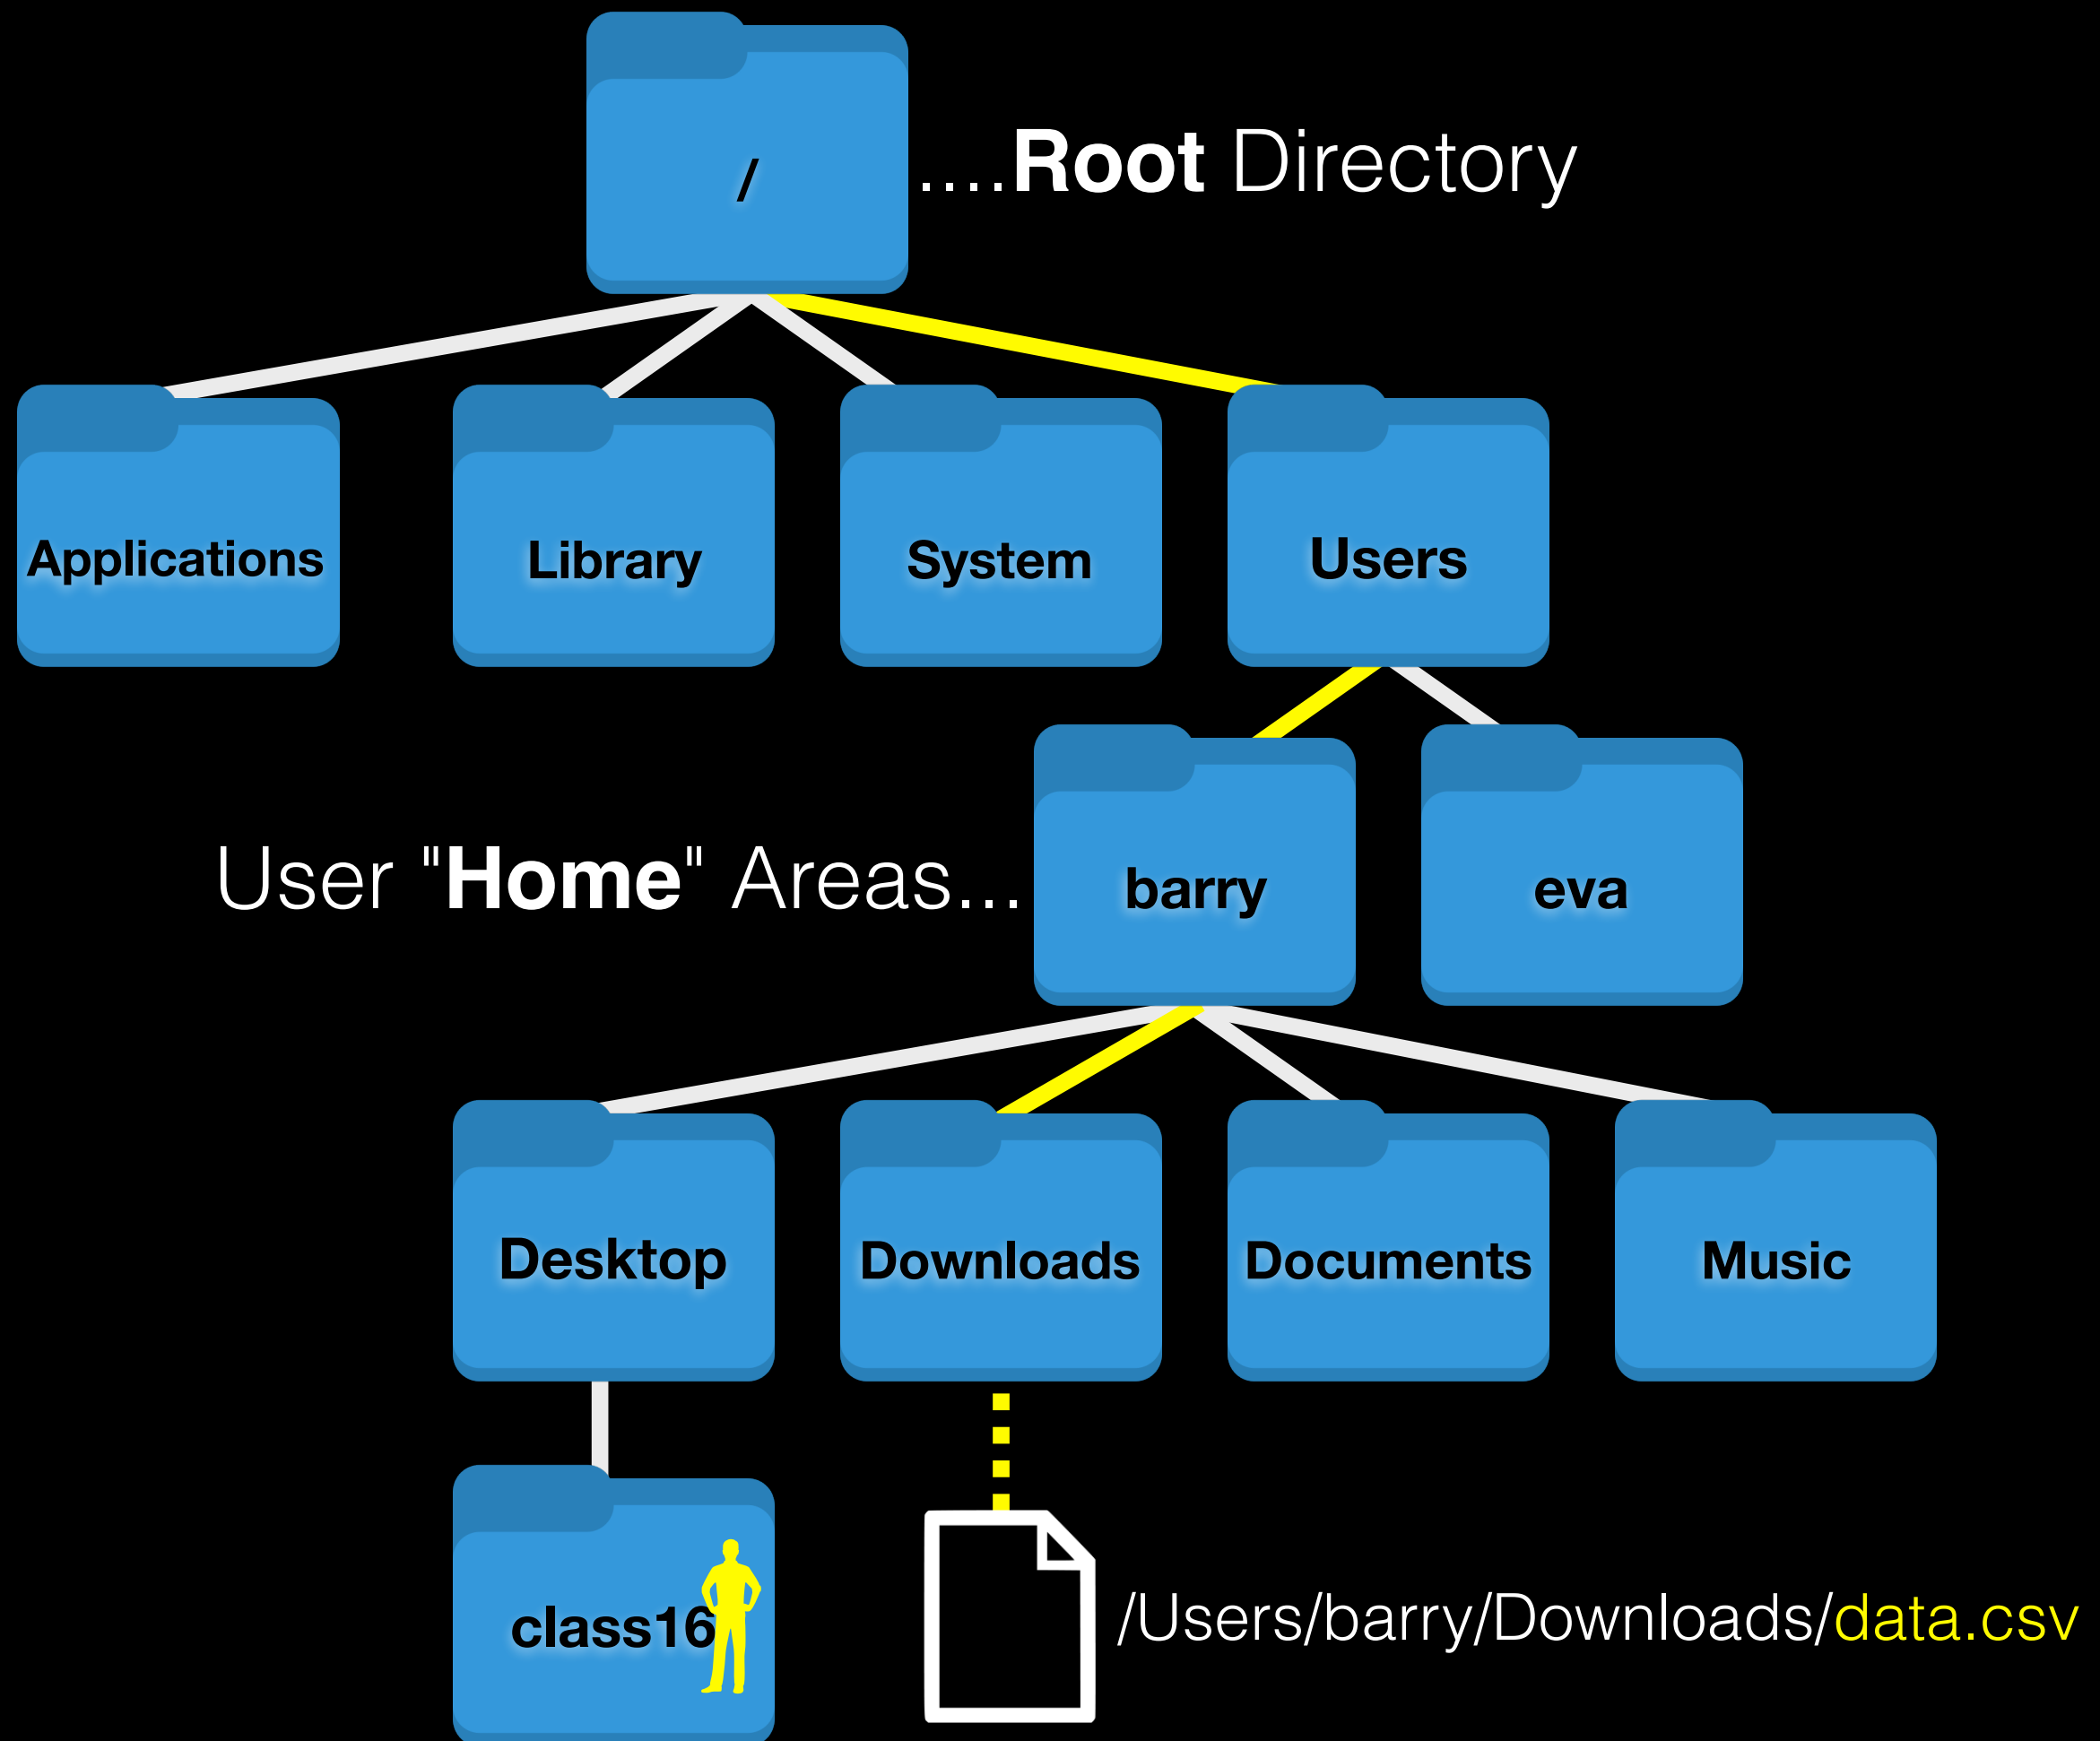 /
....Root Directory
Applications
Library
System
Users
User "Home" Areas...
barry
eva
Desktop
Downloads
Documents
Music
class16
/Users/barry/Downloads/data.csv